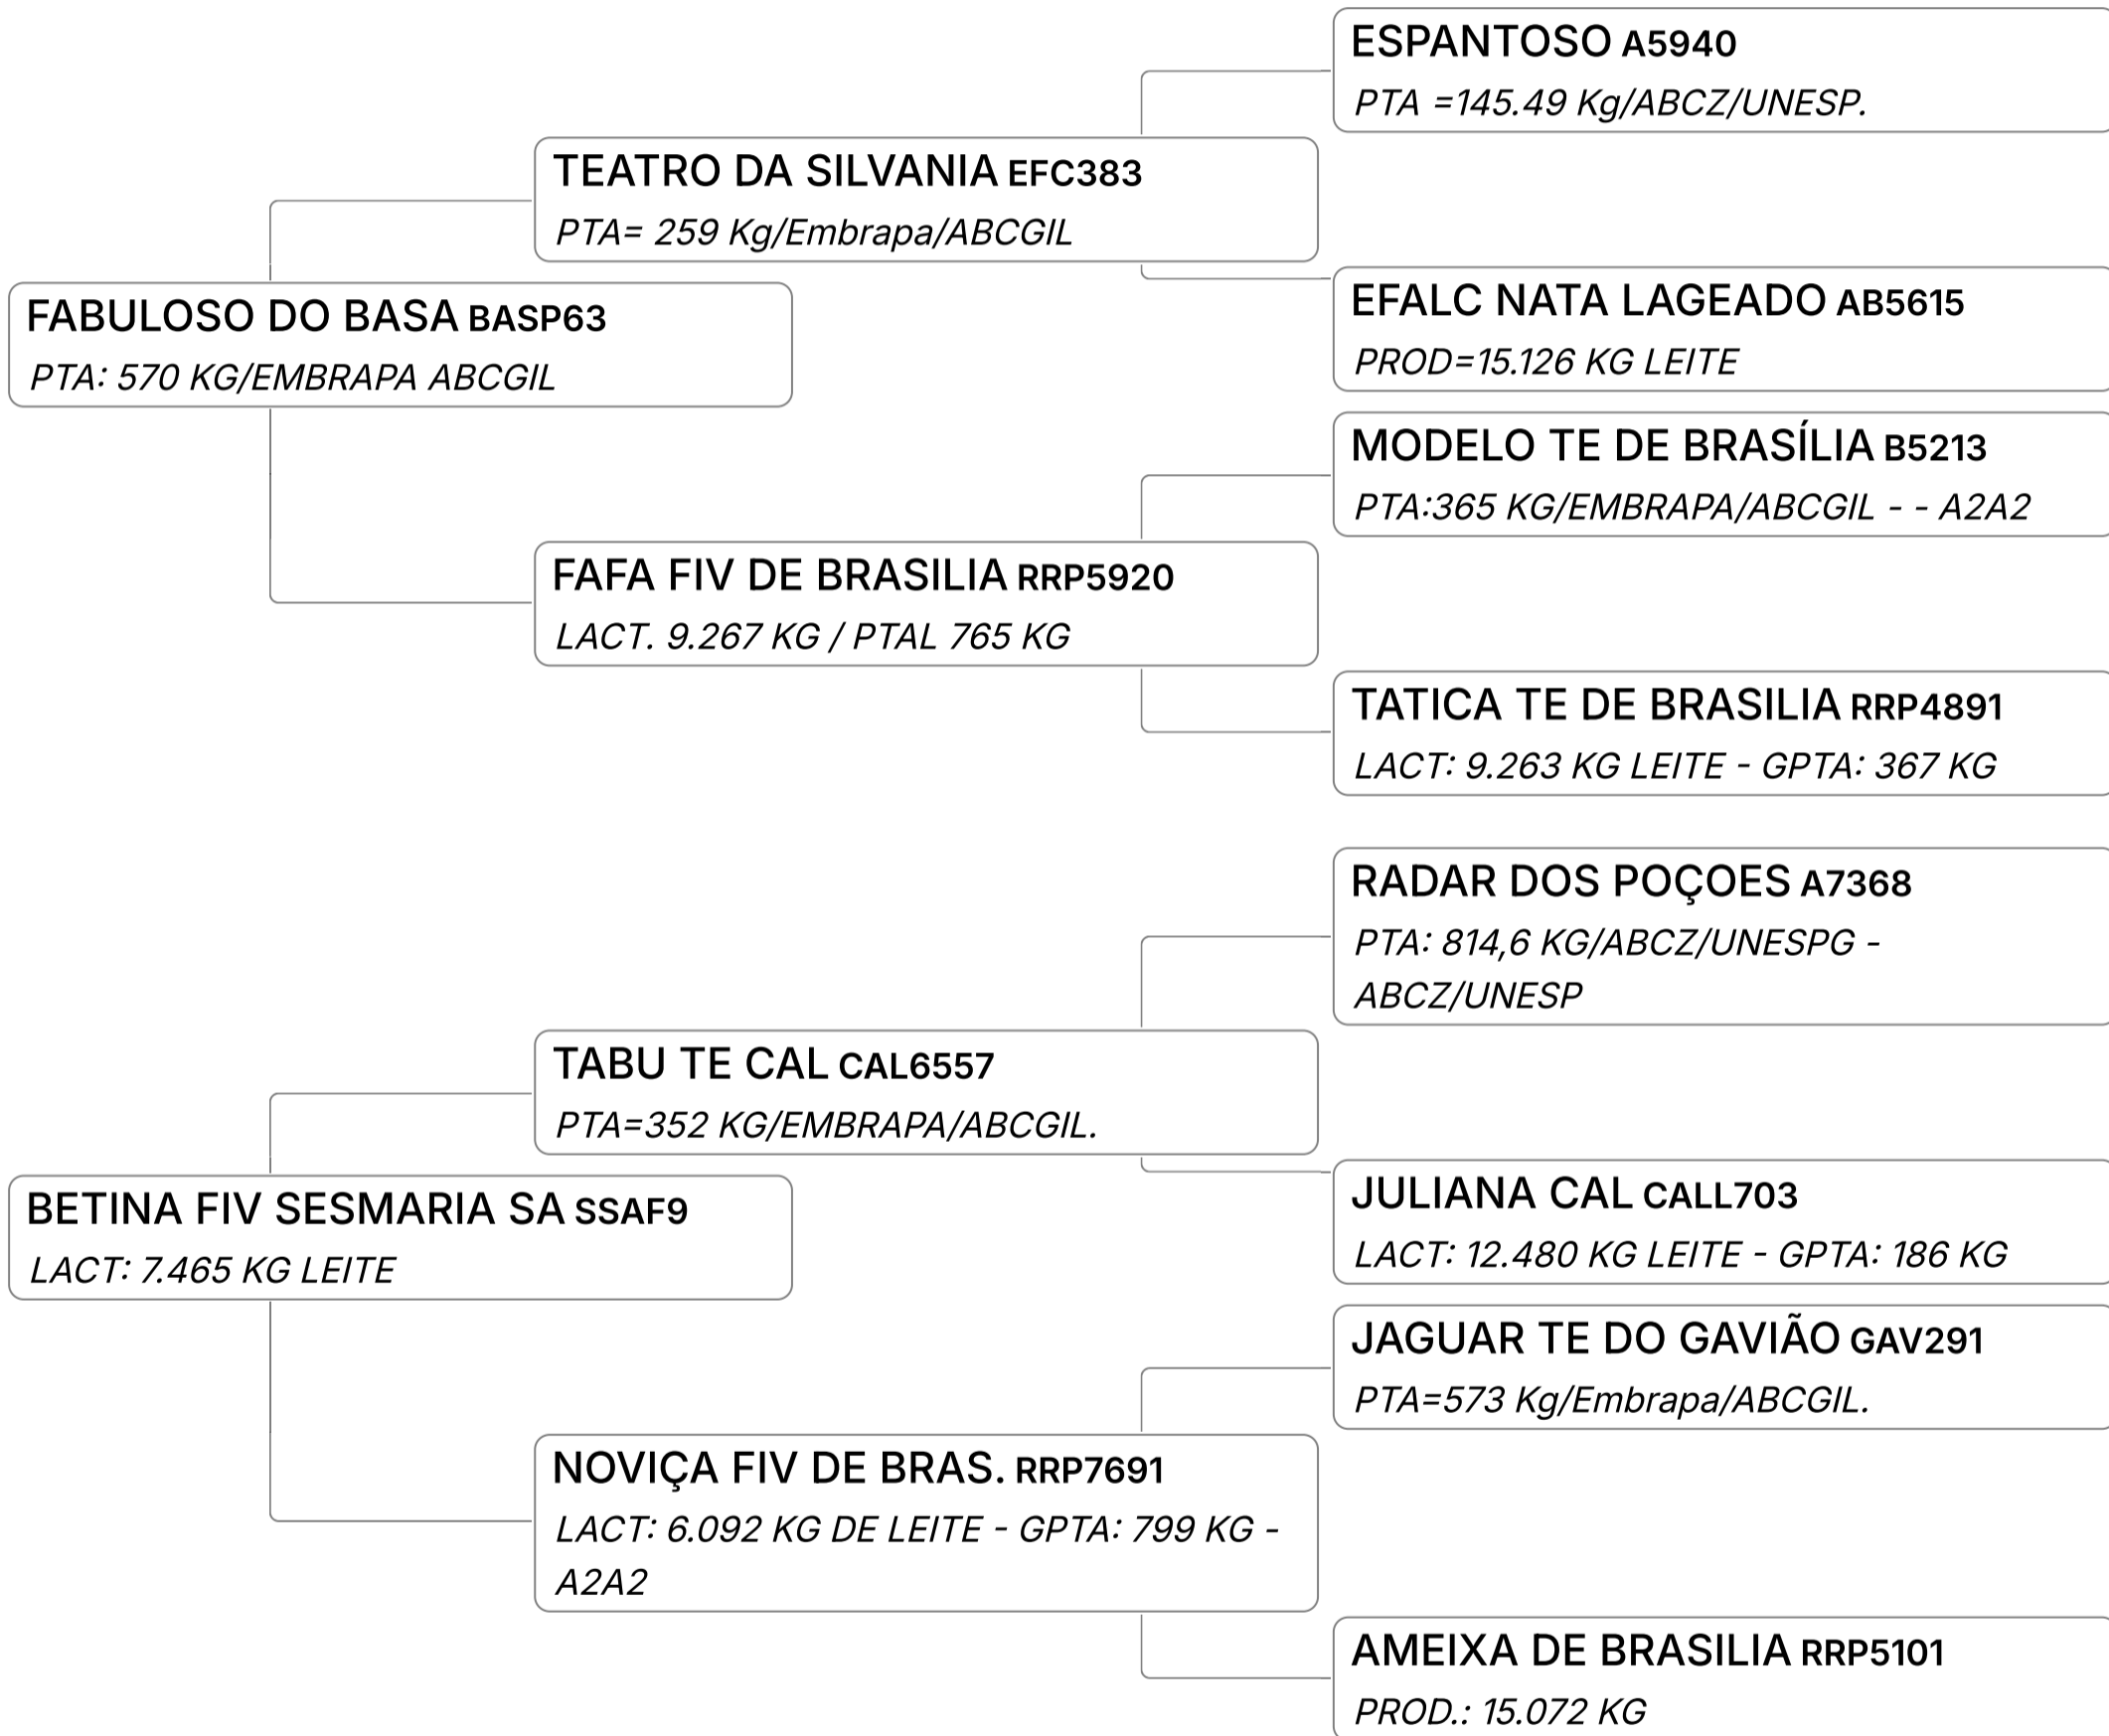 ESPANTOSO A5940
PTA =145.49 Kg/ABCZ/UNESP.
TEATRO DA SILVANIA EFC383
PTA= 259 Kg/Embrapa/ABCGIL
EFALC NATA LAGEADO AB5615
PROD=15.126 KG LEITE
FABULOSO DO BASA BASP63
PTA: 570 KG/EMBRAPA ABCGIL
MODELO TE DE BRASÍLIA B5213
PTA:365 KG/EMBRAPA/ABCGIL - - A2A2
FAFA FIV DE BRASILIA RRP5920
LACT. 9.267 KG / PTAL 765 KG
TATICA TE DE BRASILIA RRP4891
LACT: 9.263 KG LEITE - GPTA: 367 KG
RADAR DOS POÇOES A7368
PTA: 814,6 KG/ABCZ/UNESPG -
ABCZ/UNESP
TABU TE CAL CAL6557
PTA=352 KG/EMBRAPA/ABCGIL.
JULIANA CAL CALL703
LACT: 12.480 KG LEITE - GPTA: 186 KG
BETINA FIV SESMARIA SA SSAF9
LACT: 7.465 KG LEITE
JAGUAR TE DO GAVIÃO GAV291
PTA=573 Kg/Embrapa/ABCGIL.
NOVIÇA FIV DE BRAS. RRP7691
LACT: 6.092 KG DE LEITE - GPTA: 799 KG -
A2A2
AMEIXA DE BRASILIA RRP5101
PROD.: 15.072 KG